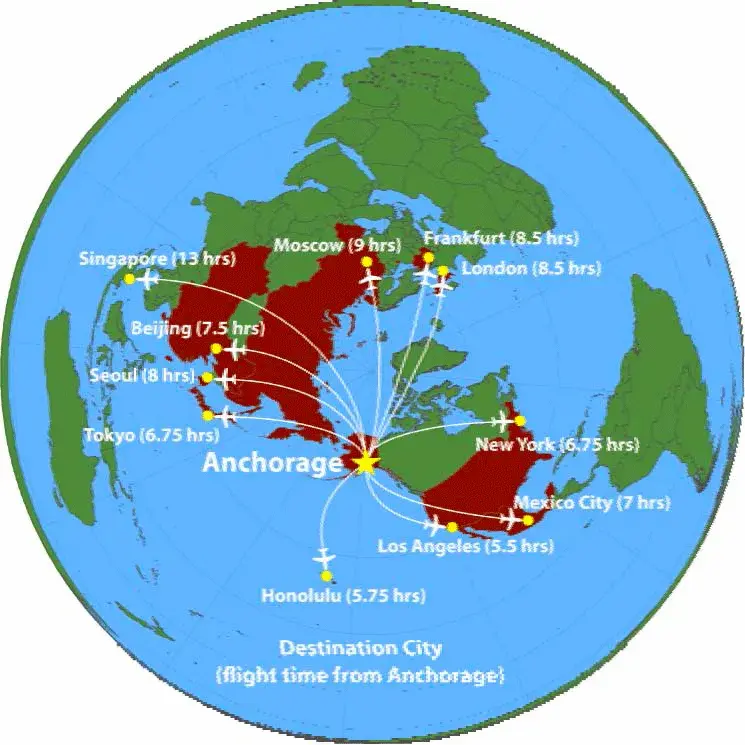 Moscow (9 hrs)
Frankfurt (8.5 hrs)
Singapore (13 hrs)
London (8.5 hrs)
Beijing (7.5 hrs)
Seoul (8 hrs)
Tokyo (6.75 hrs)
New York (6.75 hrs)
Anchorage
Mexico City (7 hrs)
Los Angeles (5.5 hrs)
Honolulu (5.75 hrs)
Destination City
(flight time from Anchorage)